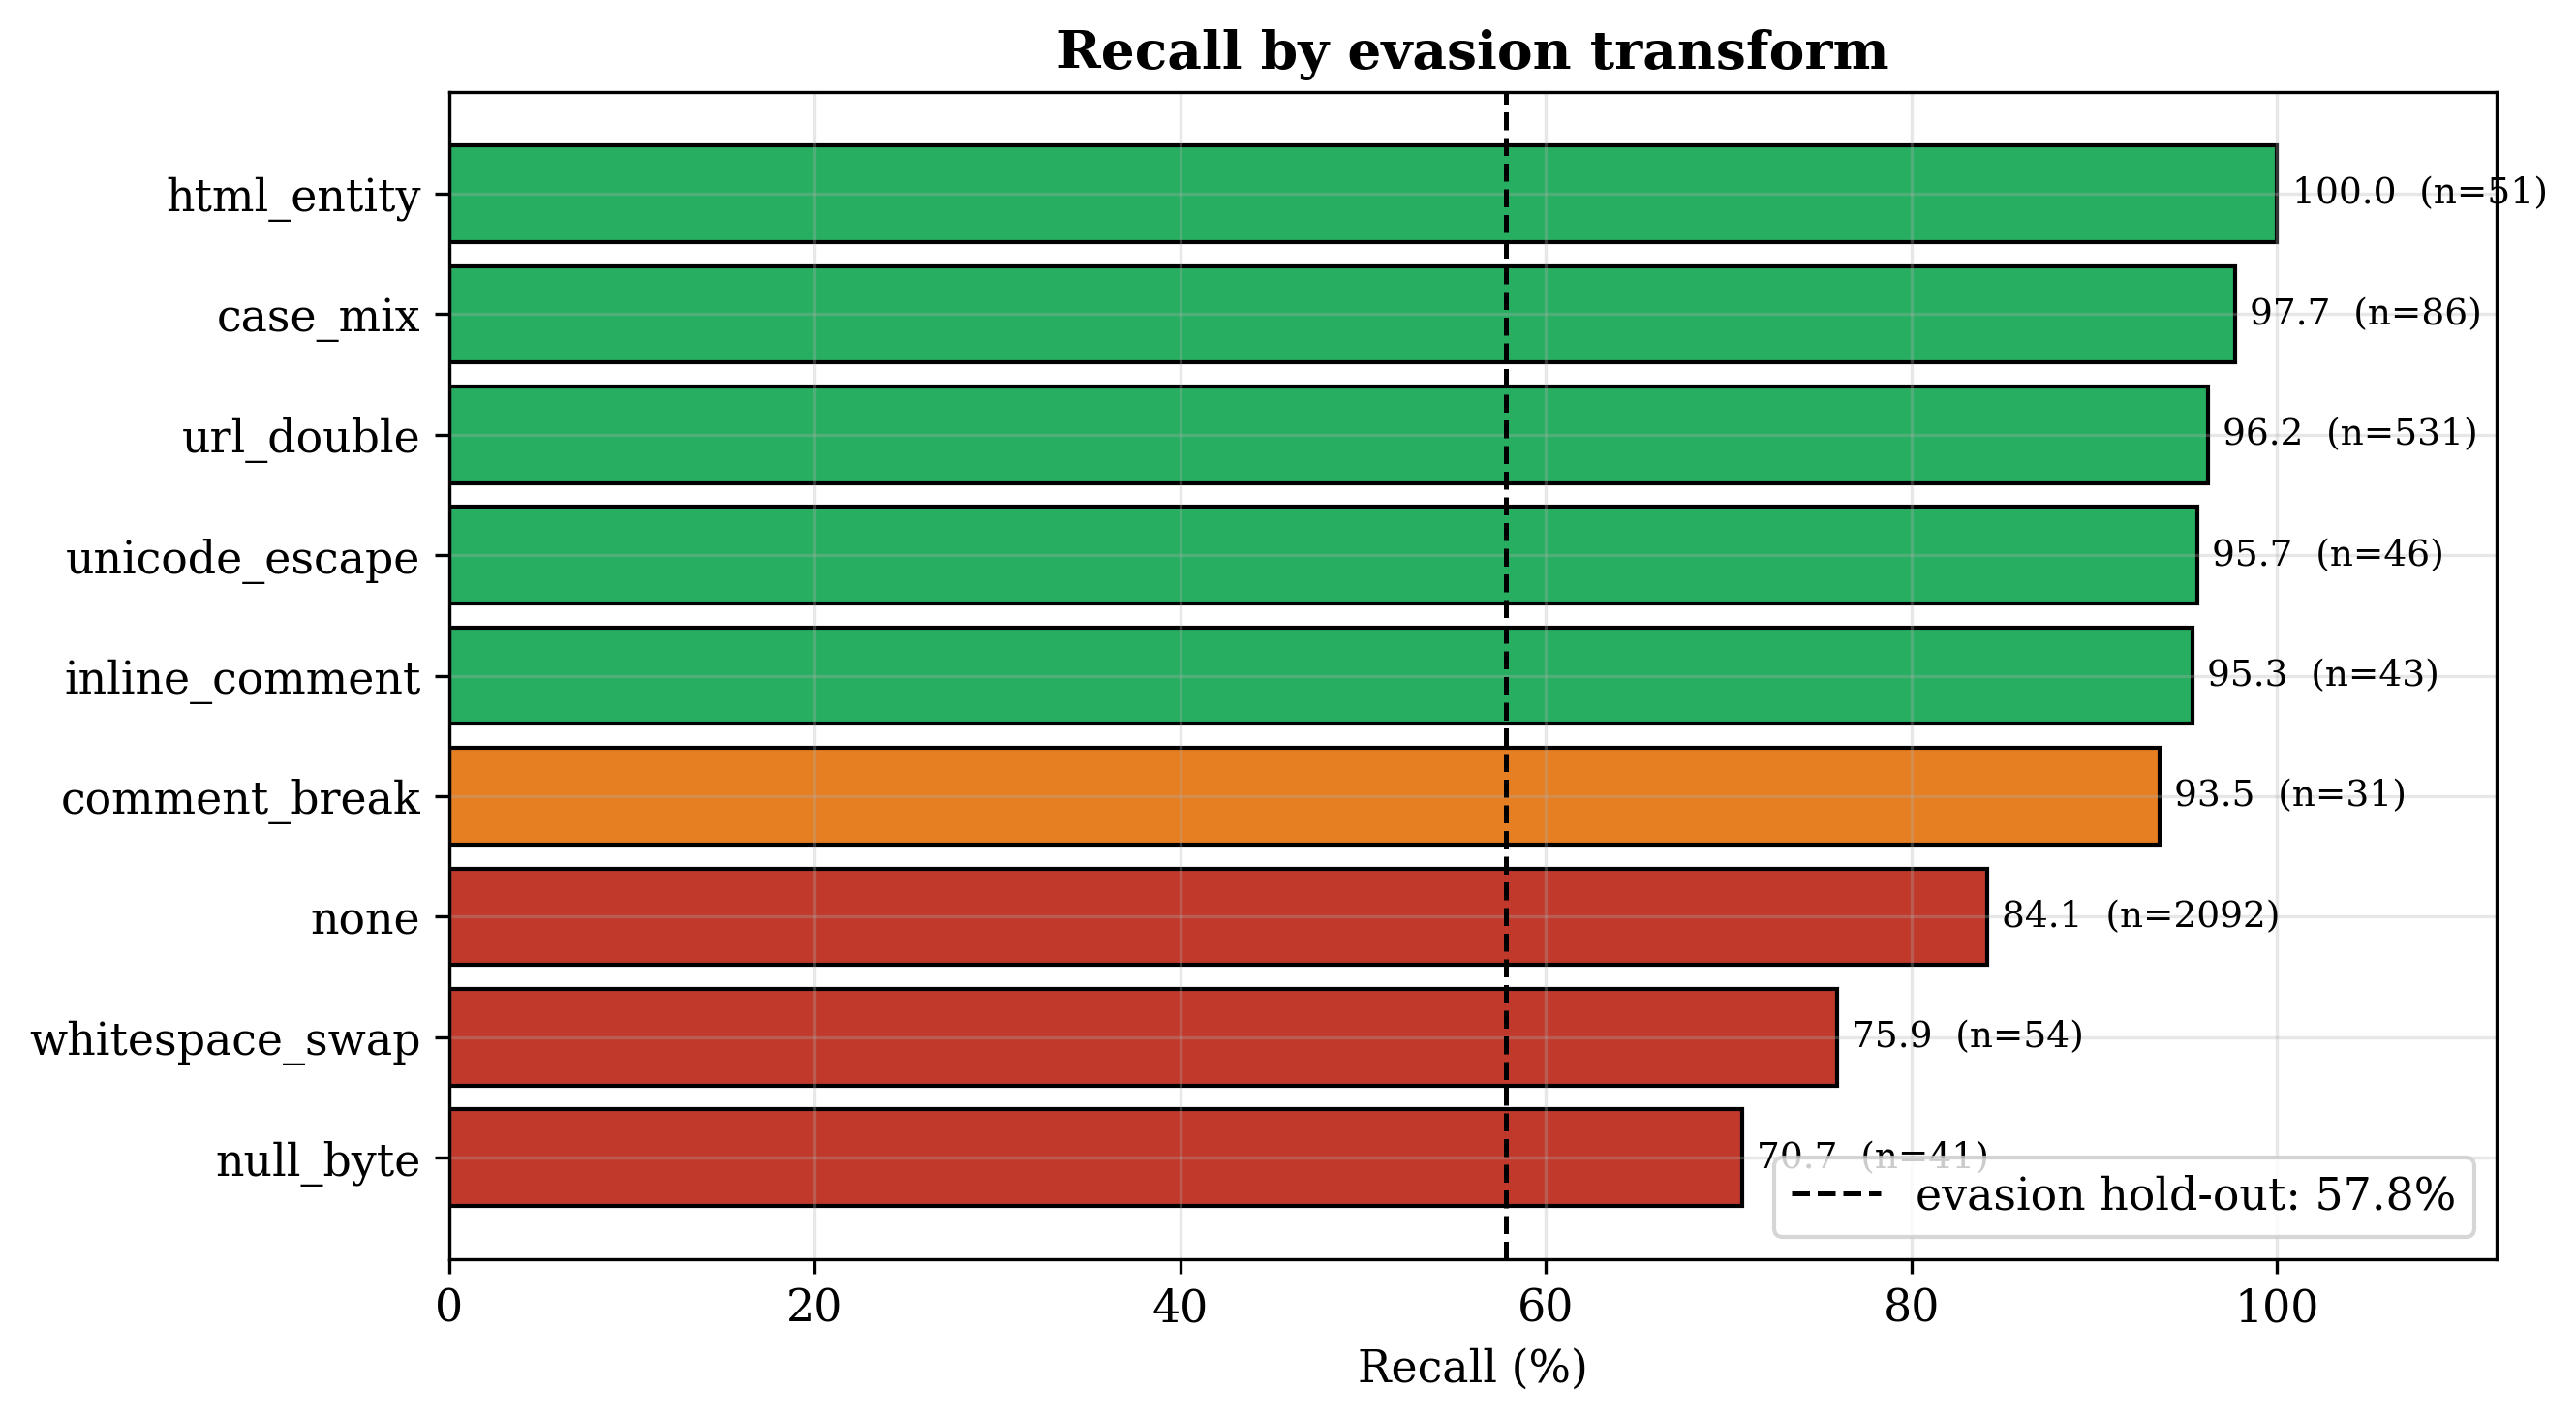 Recall by evasion transform
html_entity 100.0 (n=51)
case_mix 97.7 (n=86)
url_double 96.2 (n=531)
unicode_escape 95.7 (n=46)
inline_comment 95.3 (n=43)
comment_break 93.5 (n=31)
none 84.1 (n=2092)
whitespace_swap 75.9 (n=54)
null_byte 70.7 (n=41)
evasion hold-out: 57.8%
0 20 40 60 80 100
Recall (%)